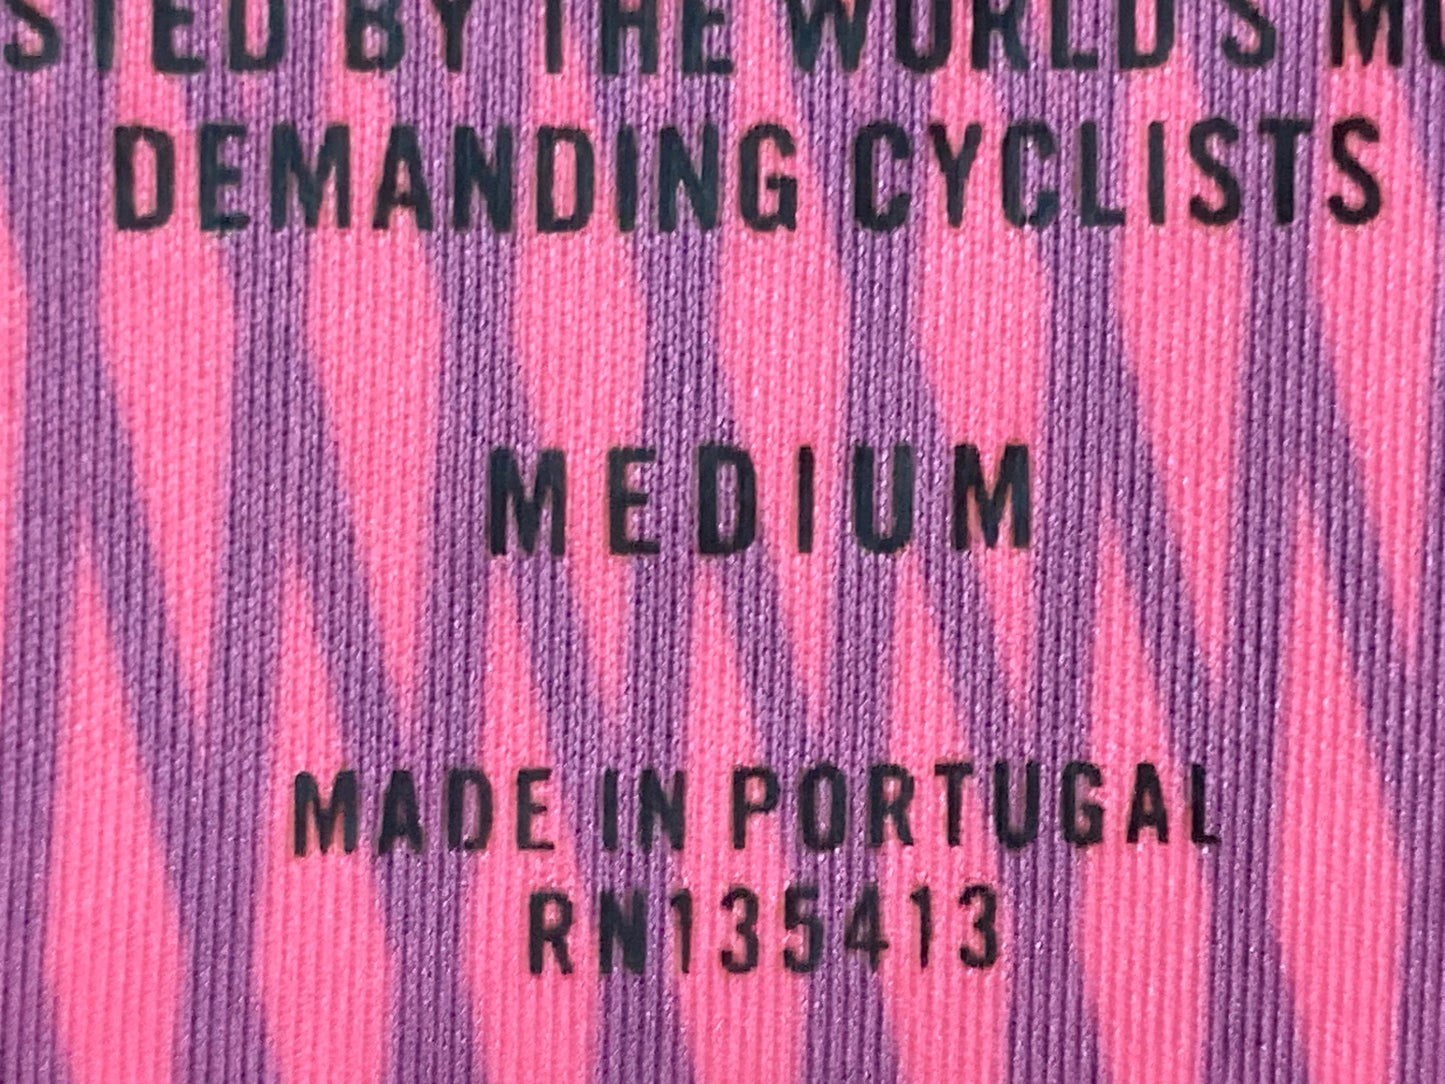 BY THE WORLD'S
DEMANDING CYCLISTS
MEDIUM
MADE IN PORTUGAL
RN135413